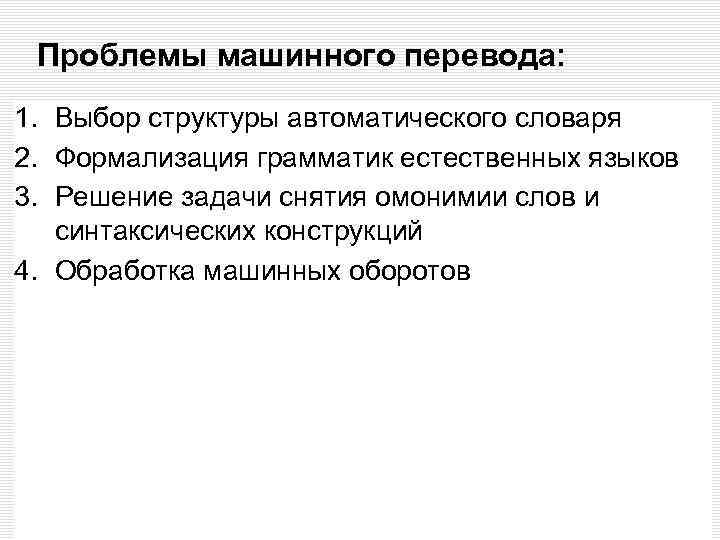 Проблемы машинного перевода:
1. Выбор структуры автоматического словаря
2. Формализация грамматик естественных языков
3. Решение задачи снятия омонимии слов и
синтаксических конструкций
4. Обработка машинных оборотов